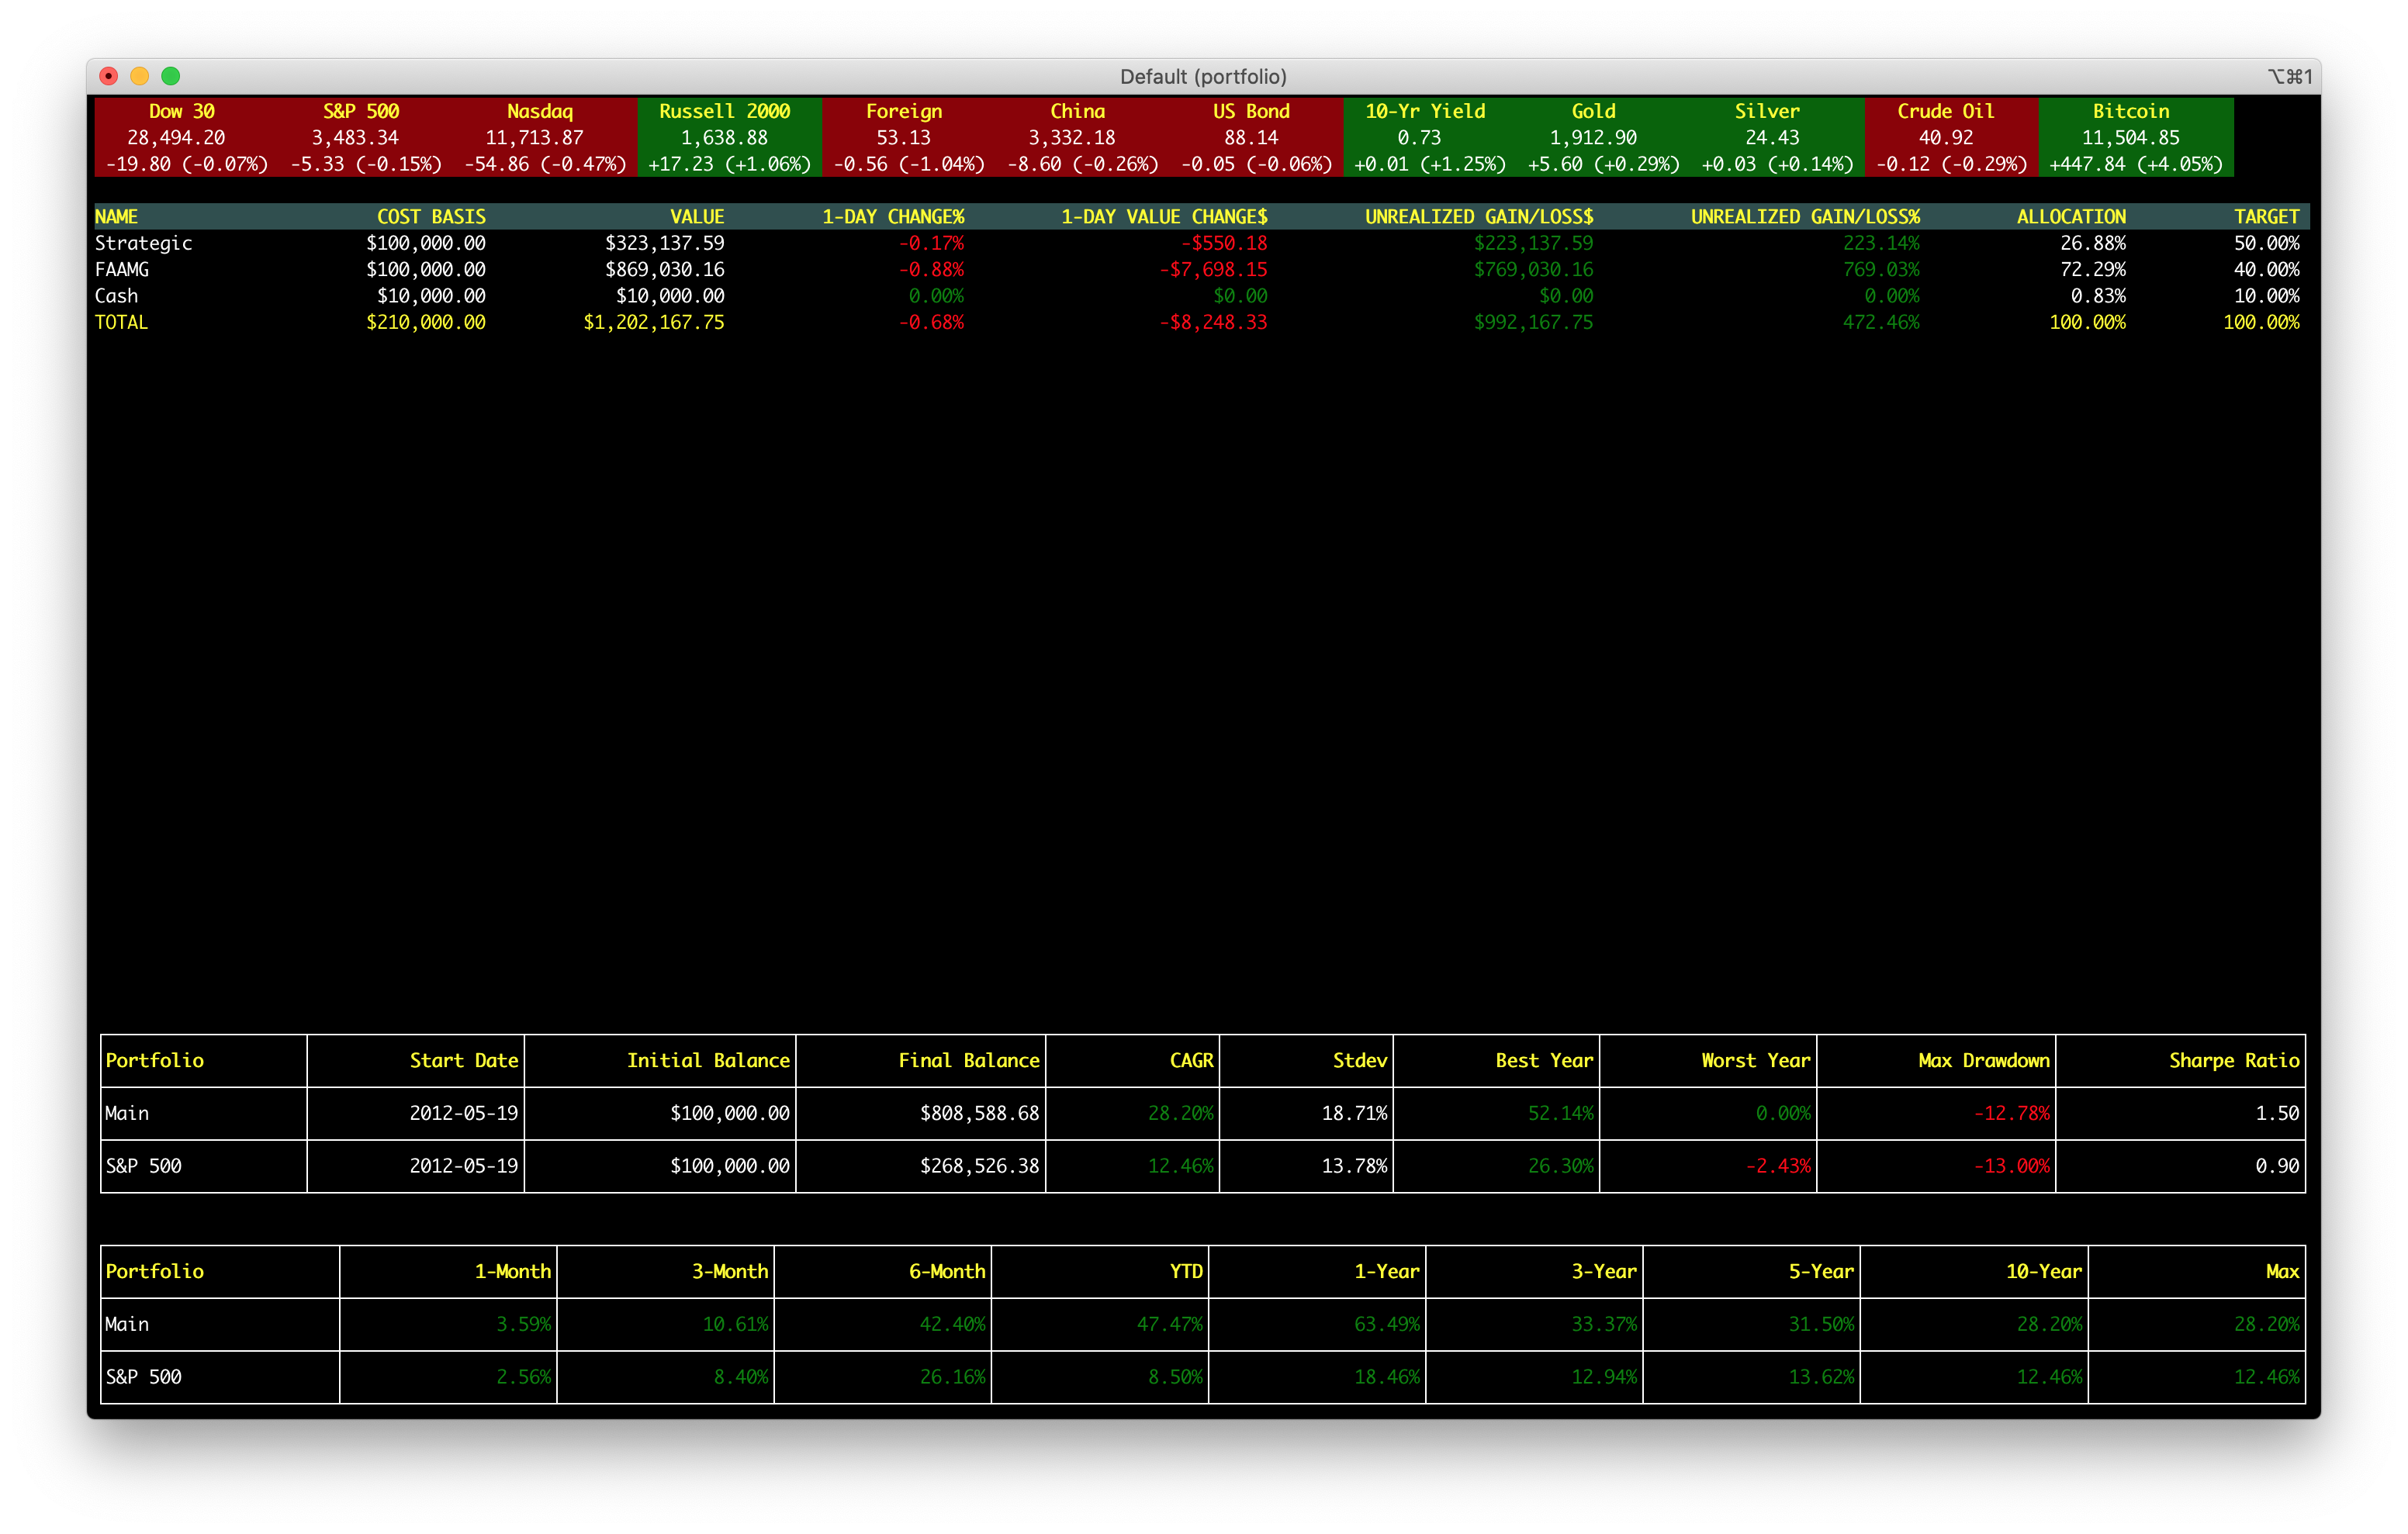 Default (portfolio) ⌥⌘1
Dow 30 S&P 500 Nasdaq Russell 2000 Foreign China US Bond 10-Yr Yield Gold Silver Crude Oil Bitcoin
28,494.20 3,483.34 11,713.87 1,638.88 53.13 3,332.18 88.14 0.73 1,912.90 24.43 40.92 11,504.85
-19.80 (-0.07%) -5.33 (-0.15%) -54.86 (-0.47%) +17.23 (+1.06%) -0.56 (-1.04%) -8.60 (-0.26%) -0.05 (-0.06%) +0.01 (+1.25%) +5.60 (+0.29%) +0.03 (+0.14%) -0.12 (-0.29%) +447.84 (+4.05%)
NAME COST BASIS VALUE 1-DAY CHANGE% 1-DAY VALUE CHANGE$ UNREALIZED GAIN/LOSS$ UNREALIZED GAIN/LOSS% ALLOCATION TARGET
Strategic $100,000.00 $323,137.59 -0.17% -$550.18 $223,137.59 223.14% 26.88% 50.00%
FAAMG $100,000.00 $869,030.16 -0.88% -$7,698.15 $769,030.16 769.03% 72.29% 40.00%
Cash $10,000.00 $10,000.00 0.00% $0.00 $0.00 0.00% 0.83% 10.00%
TOTAL $210,000.00 $1,202,167.75 -0.68% -$8,248.33 $992,167.75 472.46% 100.00% 100.00%
Portfolio Start Date Initial Balance Final Balance CAGR Stdev Best Year Worst Year Max Drawdown Sharpe Ratio
Main 2012-05-19 $100,000.00 $808,588.68 28.20% 18.71% 52.14% 0.00% -12.78% 1.50
S&P 500 2012-05-19 $100,000.00 $268,526.38 12.46% 13.78% 26.30% -2.43% -13.00% 0.90
Portfolio 1-Month 3-Month 6-Month YTD 1-Year 3-Year 5-Year 10-Year Max
Main 3.59% 10.61% 42.40% 47.47% 63.49% 33.37% 31.50% 28.20% 28.20%
S&P 500 2.56% 8.40% 26.16% 8.50% 18.46% 12.94% 13.62% 12.46% 12.46%